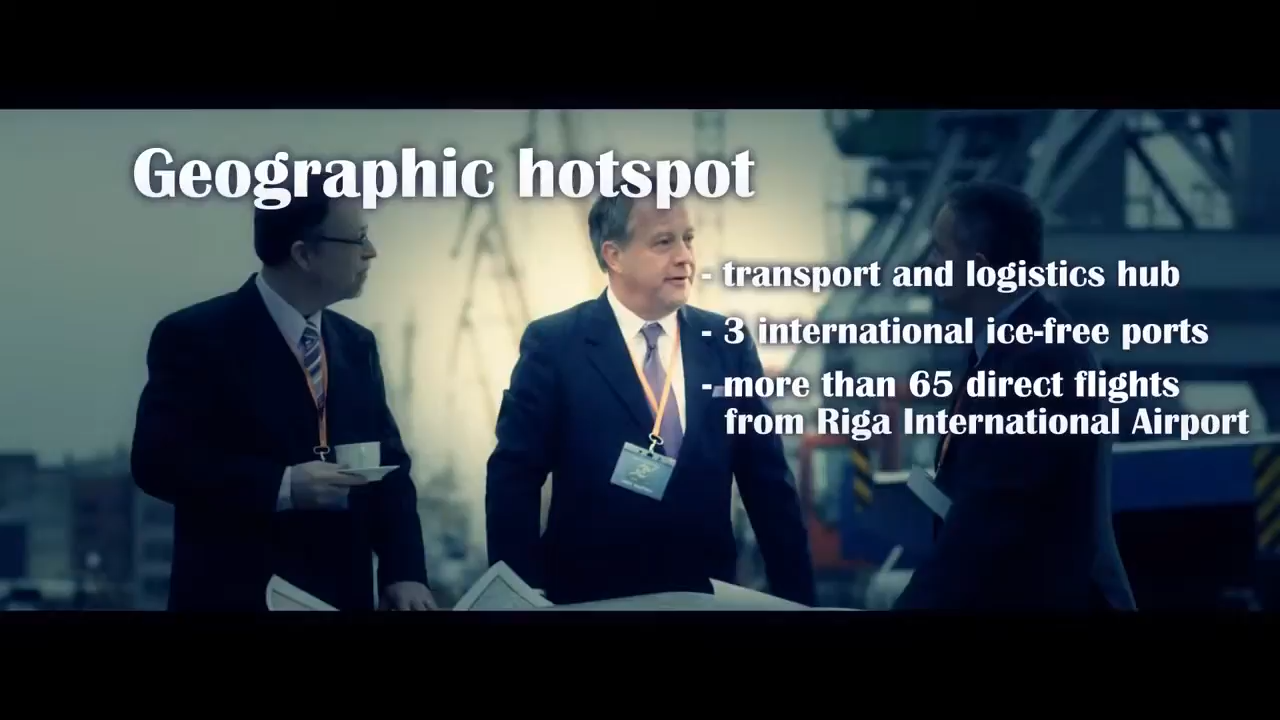 Geographic hotspot
- transport and logistics hub
- 3 international ice-free ports
- more than 65 direct flights
from Riga International Airport